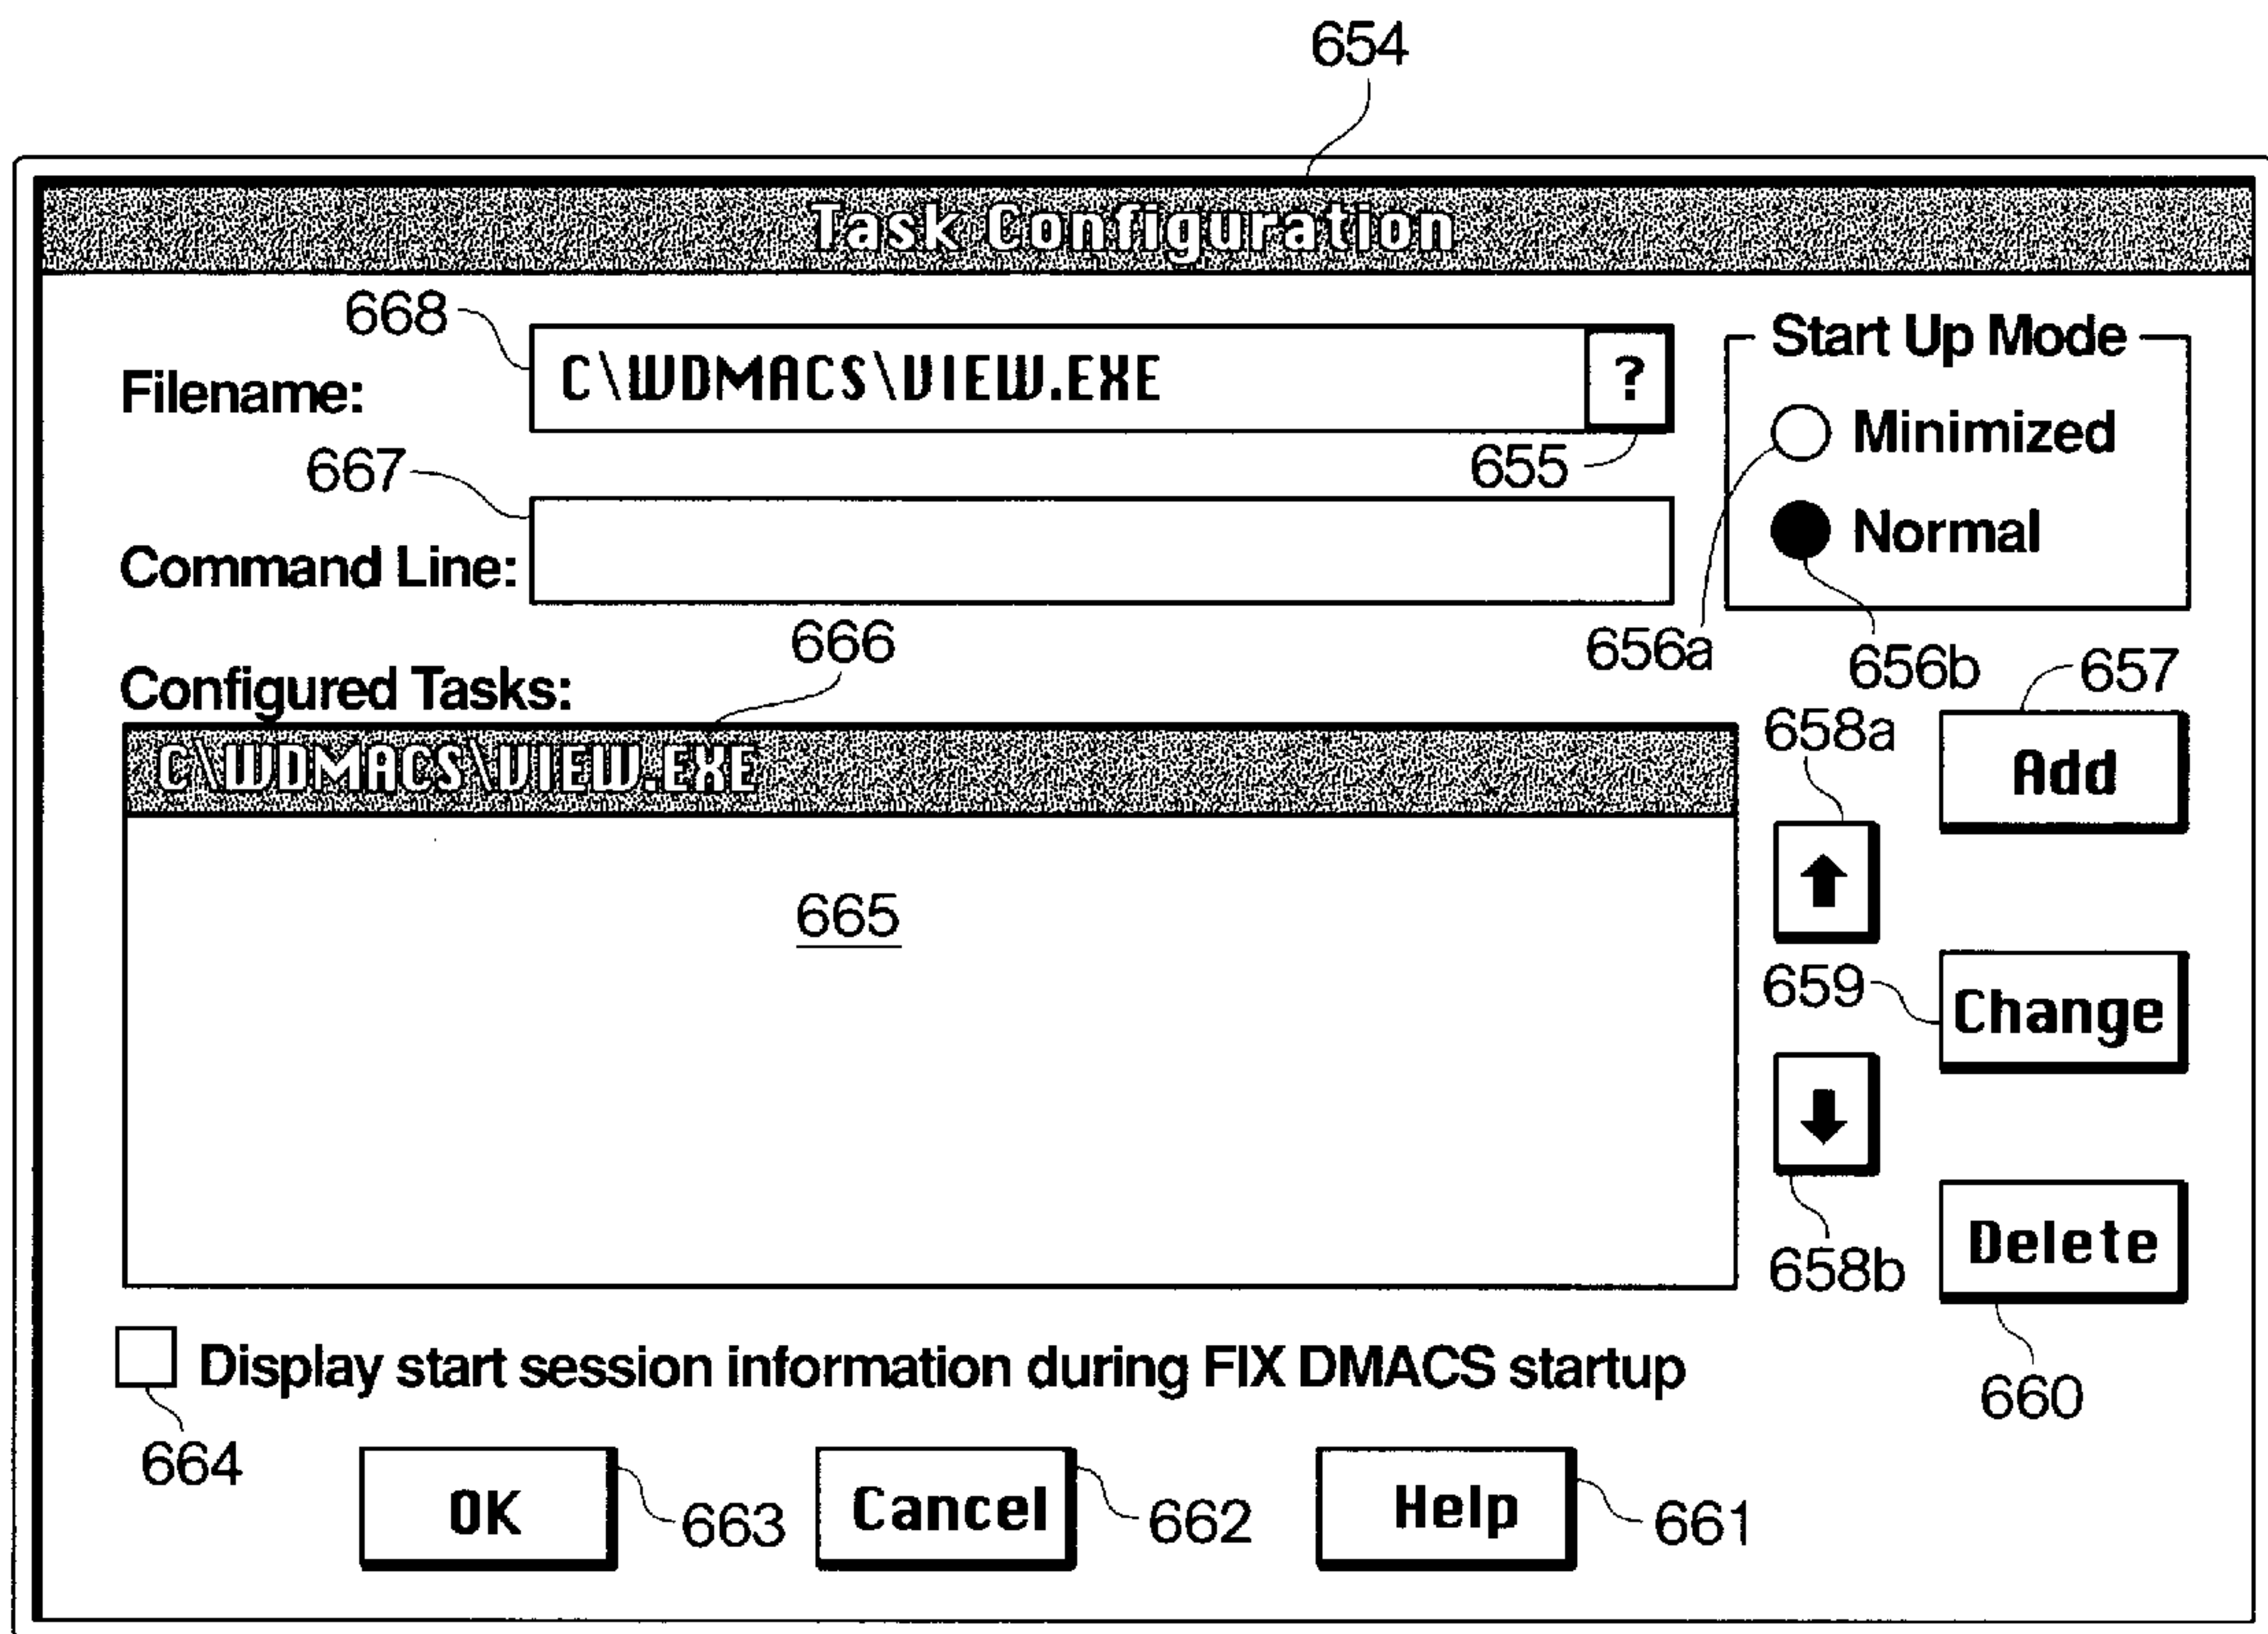 654
Task Configuration
668
Filename:
C\WDMACS\VIEW.EXE
?
655
Start Up Mode
Minimized
Normal
656a
656b
667
Command Line:
666
Configured Tasks:
C\WDMACS\VIEW.EXE
665
657
658a
Add
659
Change
658b
Delete
660
Display start session information during FIX DMACS startup
664
OK
663
Cancel
662
Help
661